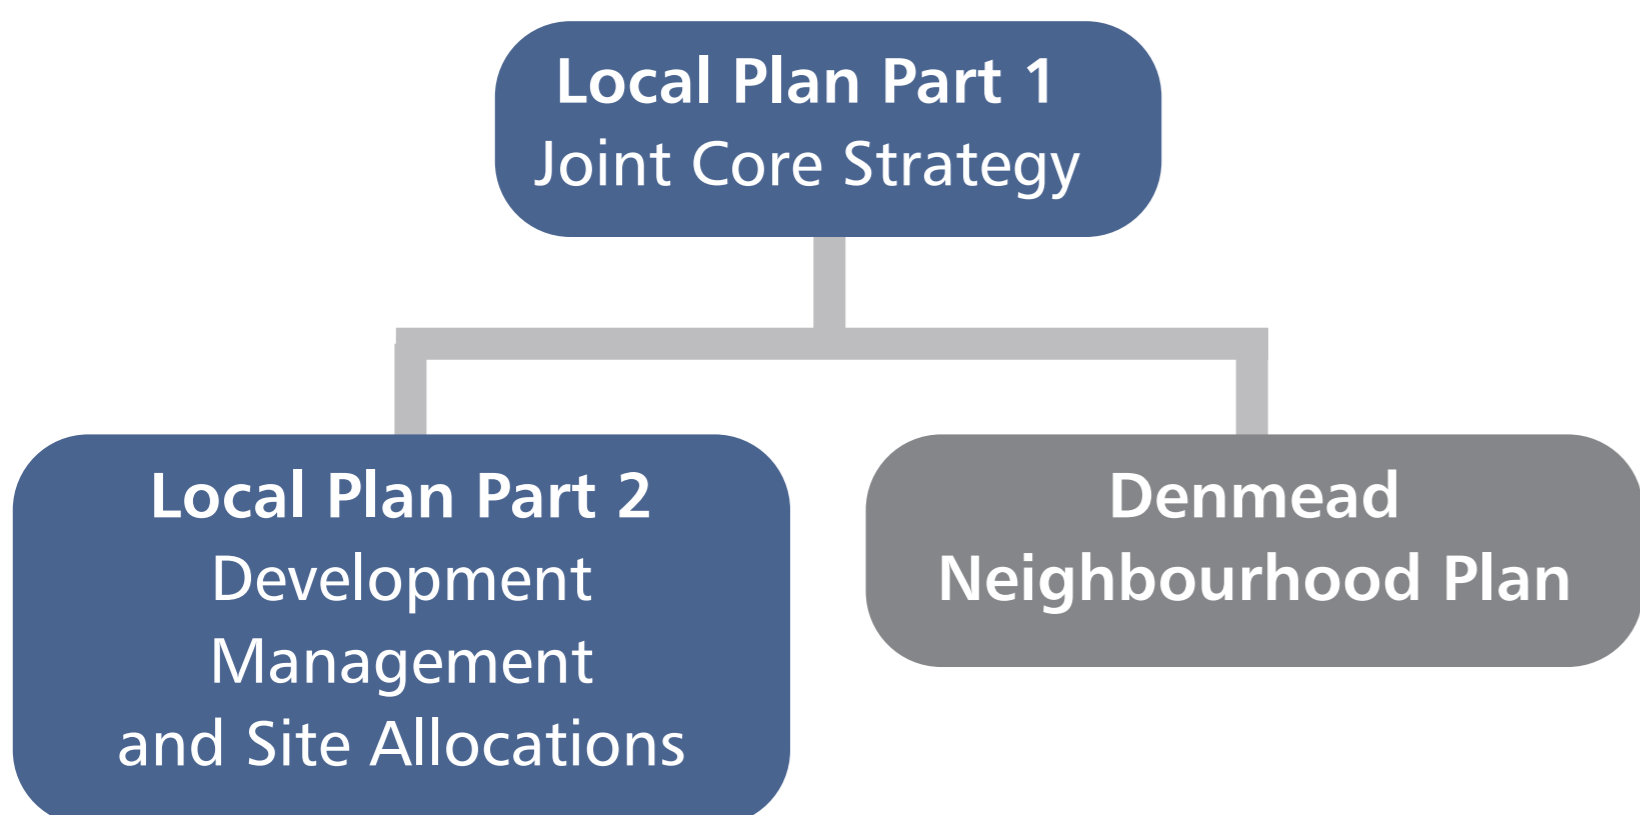 Local Plan Part 1
Joint Core Strategy
Local Plan Part 2
Development
Management
and Site Allocations
Denmead
Neighbourhood Plan